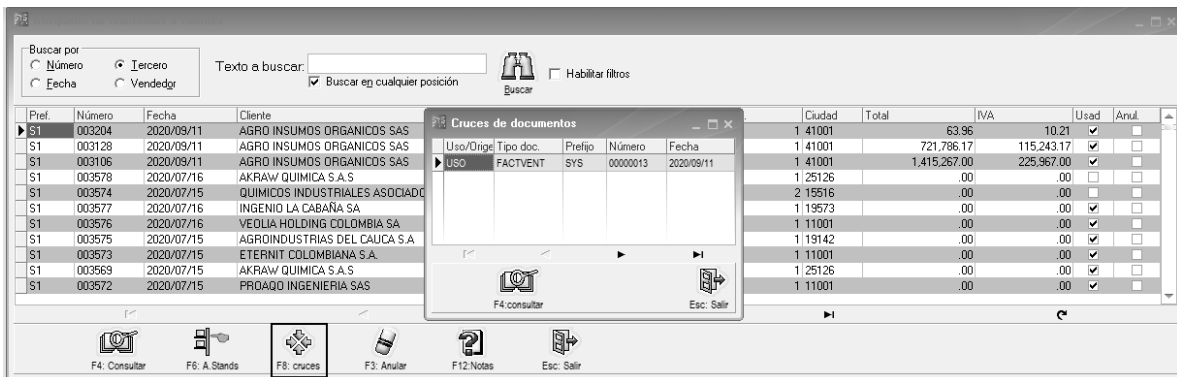 Buscar por
Número Tercero
Fecha Vendedor
Texto a buscar:
Buscar en cualquier posición
Buscar
Habilitar filtros
Pref. Número Fecha Cliente Ciudad Total IVA Usad Anul.
S1 003204 2020/09/11 AGRO INSUMOS ORGANICOS SAS 1 41001 63.96 10.21
S1 003128 2020/09/11 AGRO INSUMOS ORGANICOS SAS 1 41001 721,786.17 115,243.17
S1 003106 2020/09/11 AGRO INSUMOS ORGANICOS SAS 1 41001 1,415,267.00 225,967.00
S1 003578 2020/07/16 AKRAW QUIMICA S.A.S 1 25126 .00 .00
S1 003574 2020/07/15 QUIMICOS INDUSTRIALES ASOCIADO 2 15516 .00 .00
S1 003577 2020/07/16 INGENIO LA CABAÑA SA 1 19573 .00 .00
S1 003576 2020/07/16 VEOLIA HOLDING COLOMBIA SA 1 11001 .00 .00
S1 003575 2020/07/15 AGROINDUSTRIAS DEL CAUCA S.A 1 19142 .00 .00
S1 003573 2020/07/15 ETERNIT COLOMBIANA S.A. 1 11001 .00 .00
S1 003569 2020/07/15 AKRAW QUIMICA S.A.S 1 25126 .00 .00
S1 003572 2020/07/15 PROAQO INGENIERIA SAS 1 11001 .00 .00
Cruces de documentos
Uso/Orige Tipo doc. Prefijo Número Fecha
USO FACTVENT SYS 00000013 2020/09/11
F4:consultar Esc: Salir
F4: Consultar F6: A.Stands F8: cruces F3: Anular F12:Notas Esc: Salir